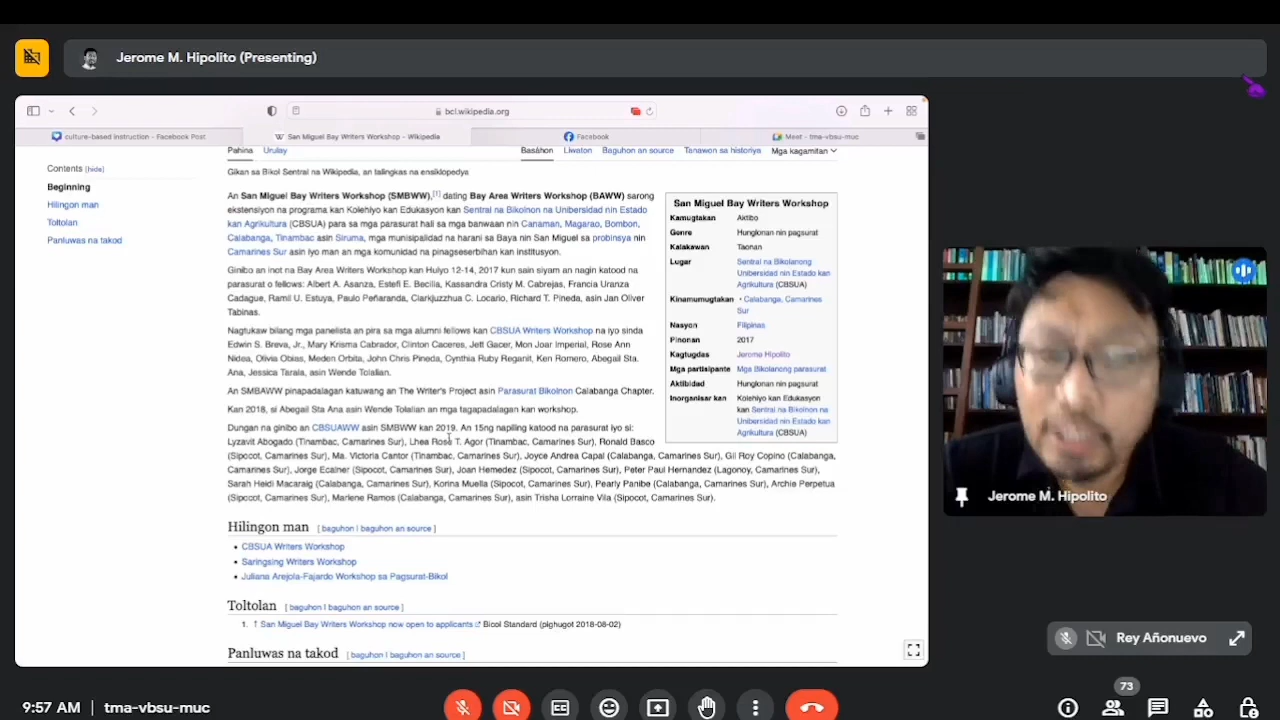 Jerome M. Hipolito (Presenting)
bcl.wikipedia.org
culture-based instruction - Facebook Post
San Miguel Bay Writers Workshop - Wikipedia
Facebook
Meet - tma-vbsu-muc
Pahina Urulay
Basáhon Liwaton Baguhon an source Tanawon sa historiya Mga kagamitan
Contents [hide]
Beginning
Hilingon man
Toltolan
Panluwas na takod
Gikan sa Bikol Sentral na Wikipedia, an talingkas na ensiklopedya
An San Miguel Bay Writers Workshop (SMBWW),[1] dating Bay Area Writers Workshop (BAWW) sarong
ekstensiyon na programa kan Kolehiyo kan Edukasyon kan Sentral na Bikolnon na Unibersidad nin Estado
kan Agrikultura (CBSUA) para sa mga parasurat hali sa mga banwaan nin Canaman, Magarao, Bombon,
Calabanga, Tinambac asin Siruma, mga munisipalidad na harani sa Baya nin San Miguel sa probinsya nin
Camarines Sur asin iyo man an mga komunidad na pinagseserbihan kan institusyon.
Ginibo an inot na Bay Area Writers Workshop kan Hulyo 12-14, 2017 kun sain siyam an nagin katood na
parasurat o fellows: Albert A. Asanza, Estefi E. Becilia, Kassandra Cristy M. Cabrejas, Francia Uranza
Cadague, Ramil U. Estuya, Paulo Peñaranda, Clarkjuzzhua C. Locario, Richard T. Pineda, asin Jan Oliver
Tabinas.
Nagtukaw bilang mga panelista an pira sa mga alumni fellows kan CBSUA Writers Workshop na iyo sinda
Edwin S. Breva, Jr., Mary Krisma Cabrador, Clinton Caceres, Jett Gacer, Mon Joar Imperial, Rose Ann
Nidea, Olivia Obias, Meden Orbita, John Chris Pineda, Cynthia Ruby Reganit, Ken Romero, Abegail Sta.
Ana, Jessica Tarala, asin Wende Tolalian.
An SMBAWW pinapadalagan katuwang an The Writer's Project asin Parasurat Bikolnon Calabanga Chapter.
Kan 2018, si Abegail Sta Ana asin Wende Tolalian an mga tagapadalagan kan workshop.
Dungan na ginibo an CBSUAWW asin SMBWW kan 2019. An 15ng napiling katood na parasurat iyo si:
Lyzavit Abogado (Tinambac, Camarines Sur), Lhea Rose T. Agor (Tinambac, Camarines Sur), Ronald Basco
(Sipocot, Camarines Sur), Ma. Victoria Cantor (Tinambac, Camarines Sur), Joyce Andrea Capal (Calabanga, Camarines Sur), Gil Roy Copino (Calabanga,
Camarines Sur), Jorge Ecalner (Sipocot, Camarines Sur), Joan Hemedez (Sipocot, Camarines Sur), Peter Paul Hernandez (Lagonoy, Camarines Sur),
Sarah Heidi Macaraig (Calabanga, Camarines Sur), Korina Muella (Sipocot, Camarines Sur), Pearly Panibe (Calabanga, Camarines Sur), Archie Perpetua
(Sipocot, Camarines Sur), Marlene Ramos (Calabanga, Camarines Sur), asin Trisha Lorraine Vila (Sipocot, Camarines Sur).
San Miguel Bay Writers Workshop
Kamugtakan Aktibo
Genre Hunglonan nin pagsurat
Kalakawan Taonan
Lugar Sentral na Bikolanong
Unibersidad nin Estado kan
Agrikultura (CBSUA)
Kinamumugtakan • Calabanga, Camarines
Sur
Nasyon Filipinas
Pinonan 2017
Kagtugdas Jerome Hipolito
Mga partisipante Mga Bikolanong parasurat
Aktibidad Hunglonan nin pagsurat
Inorganisar kan Kolehiyo kan Edukasyon
kan Sentral na Bikolnon na
Unibersidad nin Estado kan
Agrikultura (CBSUA)
Hilingon man [ baguhon | baguhon an source ]
• CBSUA Writers Workshop
• Saringsing Writers Workshop
• Juliana Arejola-Fajardo Workshop sa Pagsurat-Bikol
Toltolan [ baguhon | baguhon an source ]
1. ↑ San Miguel Bay Writers Workshop now open to applicants Bicol Standard (pighugot 2018-08-02)
Panluwas na takod [ baguhon | baguhon an source ]
Jerome M. Hipolito
Rey Añonuevo
73
9:57 AM | tma-vbsu-muc